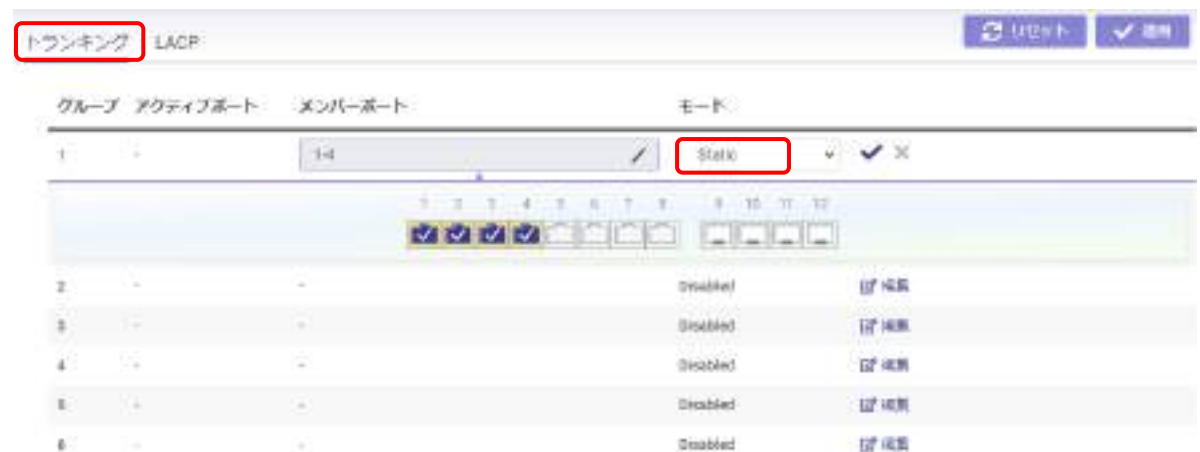 トランキング LACP リセット 適用
グループ アクティブポート メンバーポート モード
1 - 1-4 Static
1 2 3 4 5 6 7 8 9 10 11 12
2 - - Disabled 編集
3 - - Disabled 編集
4 - - Disabled 編集
5 - - Disabled 編集
6 - - Disabled 編集